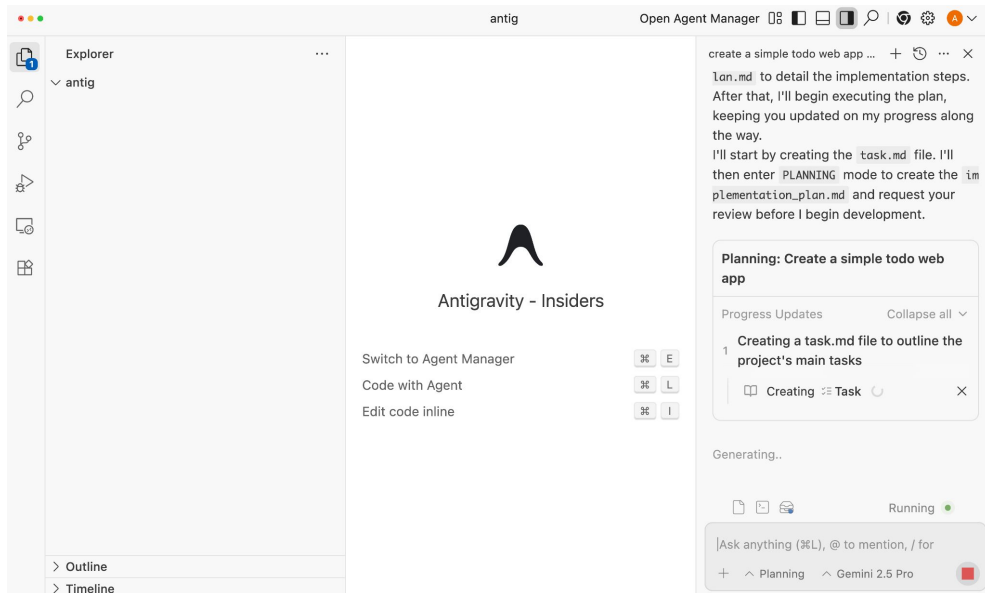 antig
Open Agent Manager
A
1
Explorer
antig
Outline
Timeline
Antigravity - Insiders
Switch to Agent Manager ⌘ E
Code with Agent ⌘ L
Edit code inline ⌘ I
create a simple todo web app ...
lan.md to detail the implementation steps.
After that, I'll begin executing the plan,
keeping you updated on my progress along
the way.
I'll start by creating the task.md file. I'll
then enter PLANNING mode to create the im
plementation_plan.md and request your
review before I begin development.
Planning: Create a simple todo web
app
Progress Updates Collapse all
1 Creating a task.md file to outline the
project's main tasks
Creating Task
Generating..
Running
Ask anything (⌘L), @ to mention, / for
Planning Gemini 2.5 Pro